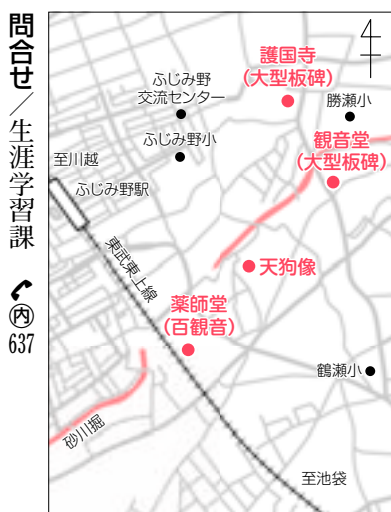 問合せ／生涯学習課 ㊑637
護国寺
（大型板碑）
ふじみ野
交流センター
勝瀬小
ふじみ野小
観音堂
（大型板碑）
至川越
ふじみ野駅
東武東上線
天狗像
薬師堂
（百観音）
鶴瀬小
砂川掘
至池袋